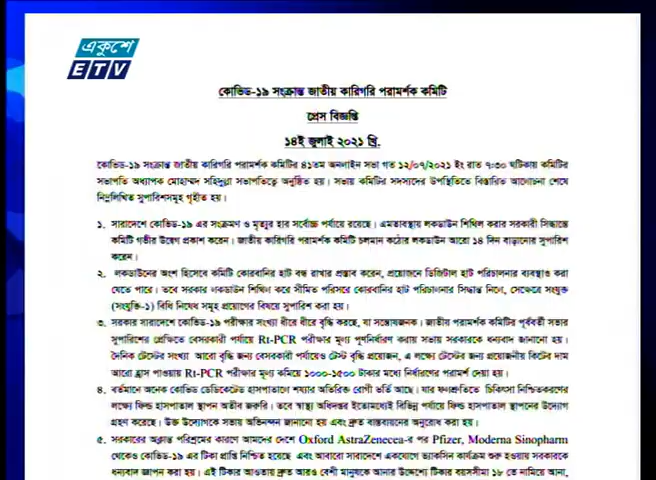 একুশে
ETV
কোভিড-১৯ সংক্রান্ত জাতীয় কারিগরি পরামর্শক কমিটি
প্রেস বিজ্ঞপ্তি
১৪ই জুলাই ২০২১ খ্রি.
কোভিড-১৯ সংক্রান্ত জাতীয় কারিগরি পরামর্শক কমিটির ৪১তম অনলাইন সভা গত ১২/০৭/২০২১ ইং রাত ৭:৩০ ঘটিকায় কমিটির
সভাপতি অধ্যাপক মোহাম্মদ সহিদুল্লা সভাপতিত্বে অনুষ্ঠিত হয়। সভায় কমিটির সদস্যদের উপস্থিতিতে বিস্তারিত আলোচনা শেষে
নিম্নলিখিত সুপারিশসমূহ গৃহীত হয়।
১. সারাদেশে কোভিড-১৯ এর সংক্রমণ ও মৃত্যুর হার সর্বোচ্চ পর্যায়ে রয়েছে। এমতাবস্থায় লকডাউন শিথিল করার সরকারী সিদ্ধান্তে
কমিটি গভীর উদ্বেগ প্রকাশ করেন। জাতীয় কারিগরি পরামর্শক কমিটি চলমান কঠোর লকডাউন আরো ১৪ দিন বাড়ানোর সুপারিশ
করেন।
২. লকডাউনের অংশ হিসেবে কমিটি কোরবানির হাট বন্ধ রাখার প্রস্তাব করেন, প্রয়োজনে ডিজিটাল হাট পরিচালনার ব্যবস্থাও করা
যেতে পারে। তবে সরকার লকডাউন শিথিল করে সীমিত পরিসরে কোরবানির হাট পরিচালনার সিদ্ধান্ত নিলে, সেক্ষেত্রে সংযুক্ত
(সংযুক্তি-১) বিধি নিষেধ সমূহ প্রয়োগের বিষয়ে সুপারিশ করা হয়।
৩. সরকার সারাদেশে কোভিড-১৯ পরীক্ষার সংখ্যা ধীরে ধীরে বৃদ্ধি করছে, যা সন্তোষজনক। জাতীয় পরামর্শক কমিটির পূর্ববর্তী সভার
সুপারিশের প্রেক্ষিতে বেসরকারী পর্যায়ে Rt-PCR পরীক্ষার মূল্য পূণনির্ধারণ করায় সভায় সরকারকে ধন্যবাদ জানানো হয়।
দৈনিক টেস্টের সংখ্যা আরো বৃদ্ধি জন্য বেসরকারী পর্যায়েও টেস্ট বৃদ্ধি প্রয়োজন, এ লক্ষ্যে টেস্টের জন্য প্রয়োজনীয় কিটের দাম
আরো হ্রাস পাওয়ায় Rt-PCR পরীক্ষার মূল্য কমিয়ে ১০০০-১৫০০ টাকার মধ্যে নির্ধারণের পরামর্শ দেয়া হয়।
৪. বর্তমানে অনেক কোভিড ডেডিকেটেড হাসপাতালে শয্যার অতিরিক্ত রোগী ভর্তি আছে। যার ফলশ্রুতিতে চিকিৎসা নিশ্চিতকরণের
লক্ষ্যে ফিল্ড হাসপাতাল স্থাপন অতীব জরুরি। তবে স্বাস্থ্য অধিদপ্তর ইতোমধ্যেই বিভিন্ন পর্যায়ে ফিল্ড হাসপাতাল স্থাপনের উদ্যোগ
গ্রহণ করেছে। উক্ত উদ্যোগকে সভায় অভিনন্দন জানানো হয় এবং দ্রুত বাস্তবায়নের অনুরোধ করা হয়।
৫. সরকারের অক্লান্ত পরিশ্রমের কারণে আমদের দেশে Oxford AstraZenecea-র পর Pfizer, Moderna Sinopharm
থেকেও কোভিড-১৯ এর টিকা প্রাপ্তি নিশ্চিত হয়েছে এবং আবারো সারাদেশে একযোগে ভ্যাকসিন কার্যক্রম শুরু হওয়ায় সরকারকে
ধন্যবাদ জ্ঞাপন করা হয়। এই টিকার আওতায় দ্রুত আরও বেশী মানুষকে আনার উদ্দেশ্যে টিকার বয়সসীমা ১৮ তে নামিয়ে আনা,